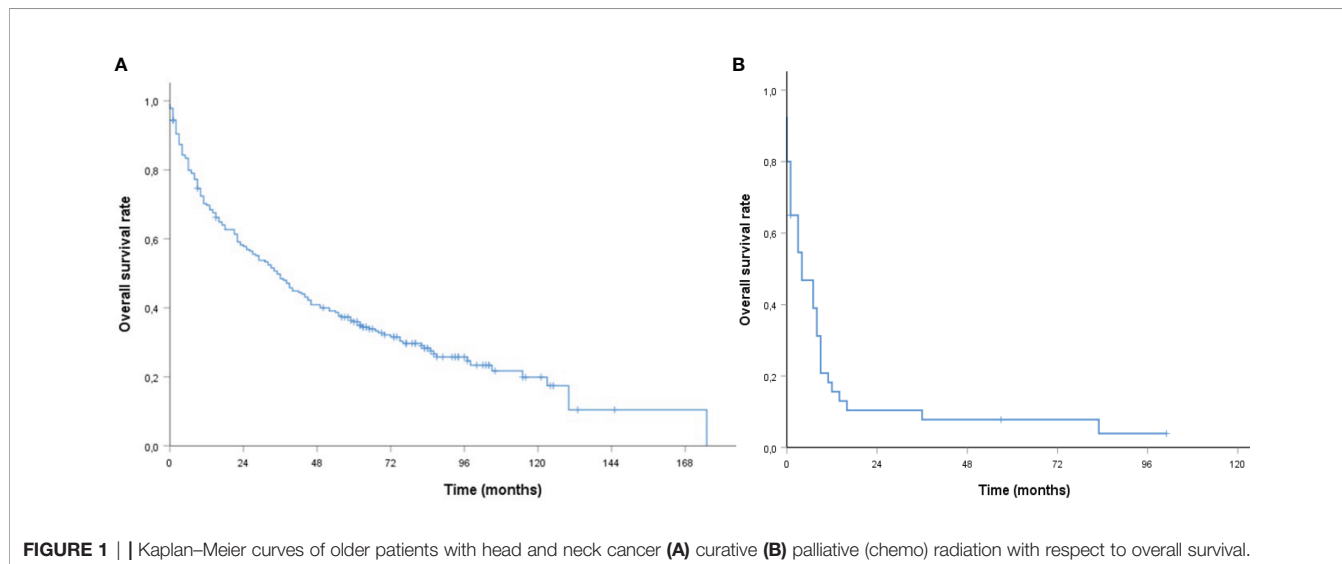 A
B
1,0
0,8
0,6
0,4
0,2
0,0
Overall survival rate
0 24 48 72 96 120 144 168
Time (months)
1,0
0,8
0,6
0,4
0,2
0,0
Overall survival rate
0 24 48 72 96 120
Time (months)
FIGURE 1 | | Kaplan–Meier curves of older patients with head and neck cancer (A) curative (B) palliative (chemo) radiation with respect to overall survival.